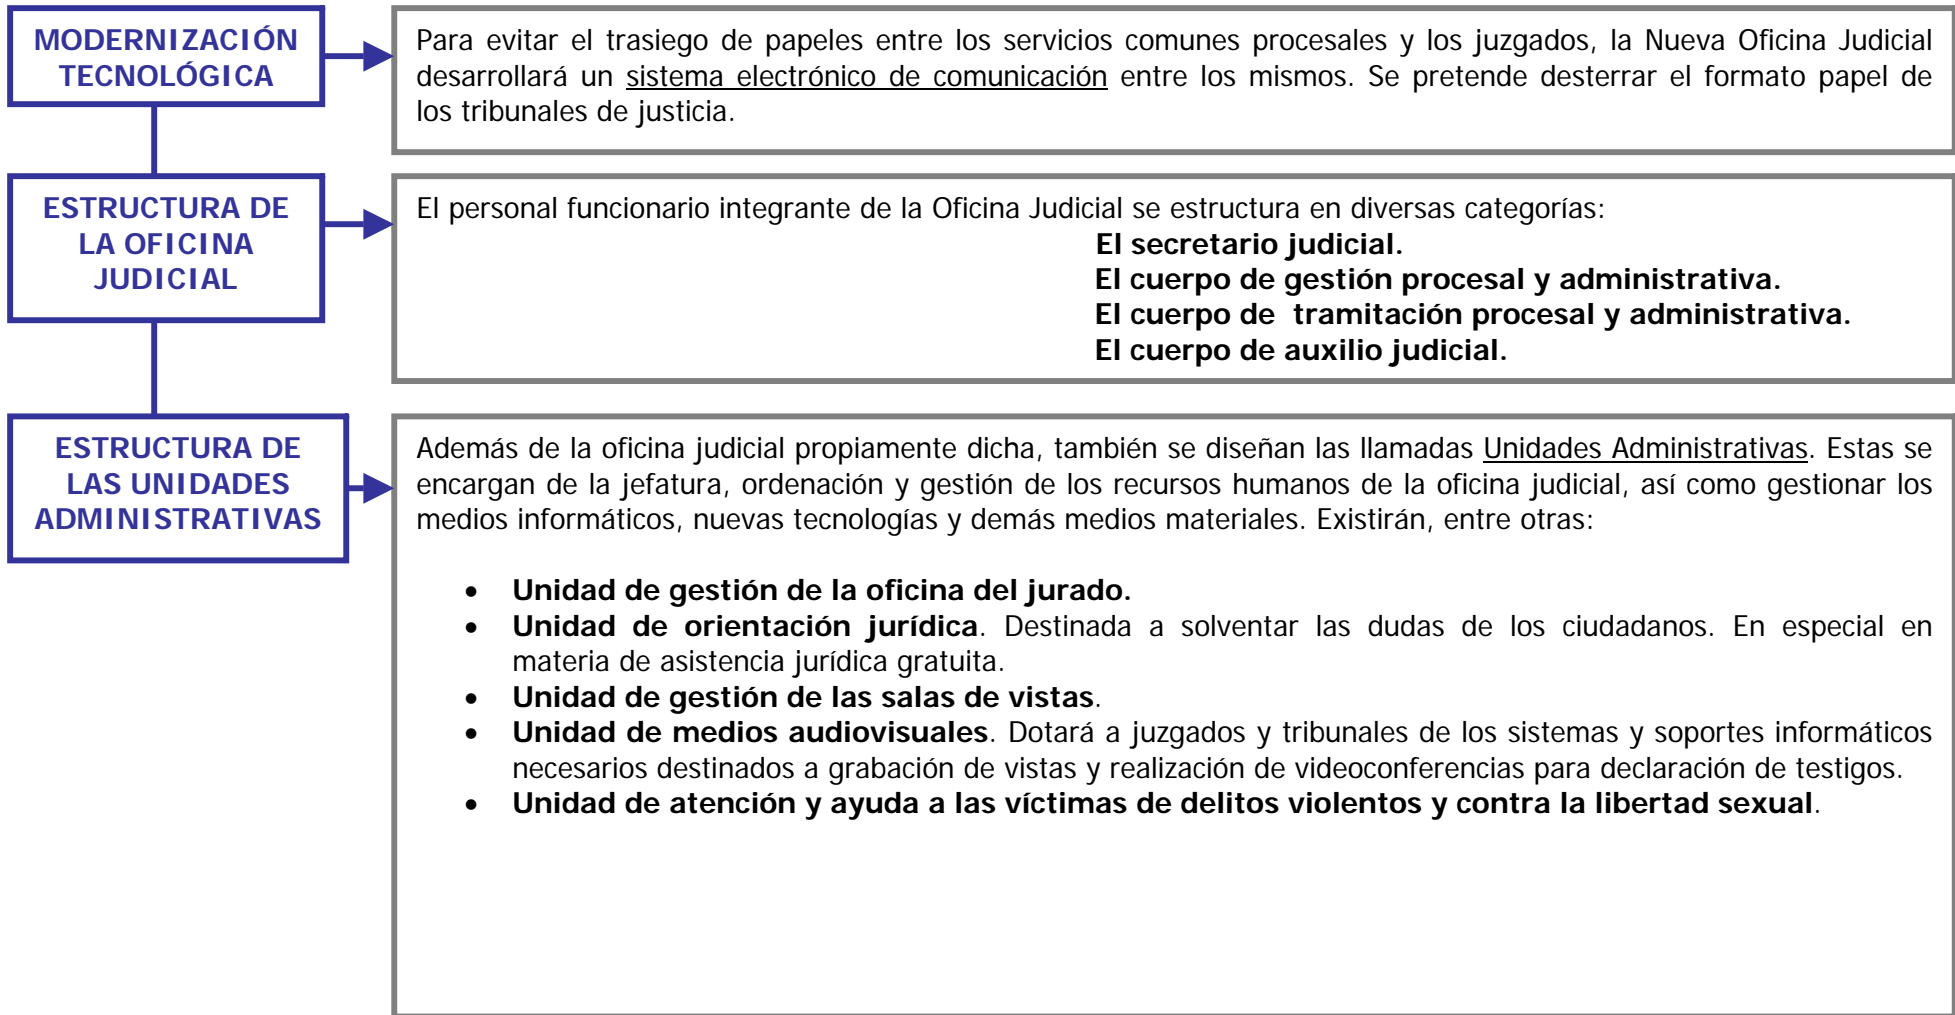 MODERNIZACIÓN
TECNOLÓGICA
Para evitar el trasiego de papeles entre los servicios comunes procesales y los juzgados, la Nueva Oficina Judicial
desarrollará un sistema electrónico de comunicación entre los mismos. Se pretende desterrar el formato papel de
los tribunales de justicia.
ESTRUCTURA DE
LA OFICINA
JUDICIAL
El personal funcionario integrante de la Oficina Judicial se estructura en diversas categorías:
El secretario judicial.
El cuerpo de gestión procesal y administrativa.
El cuerpo de  tramitación procesal y administrativa.
El cuerpo de auxilio judicial.
ESTRUCTURA DE
LAS UNIDADES
ADMINISTRATIVAS
Además de la oficina judicial propiamente dicha, también se diseñan las llamadas Unidades Administrativas. Estas se
encargan de la jefatura, ordenación y gestión de los recursos humanos de la oficina judicial, así como gestionar los
medios informáticos, nuevas tecnologías y demás medios materiales. Existirán, entre otras:
• Unidad de gestión de la oficina del jurado.
• Unidad de orientación jurídica. Destinada a solventar las dudas de los ciudadanos. En especial en
materia de asistencia jurídica gratuita.
• Unidad de gestión de las salas de vistas.
• Unidad de medios audiovisuales. Dotará a juzgados y tribunales de los sistemas y soportes informáticos
necesarios destinados a grabación de vistas y realización de videoconferencias para declaración de testigos.
• Unidad de atención y ayuda a las víctimas de delitos violentos y contra la libertad sexual.